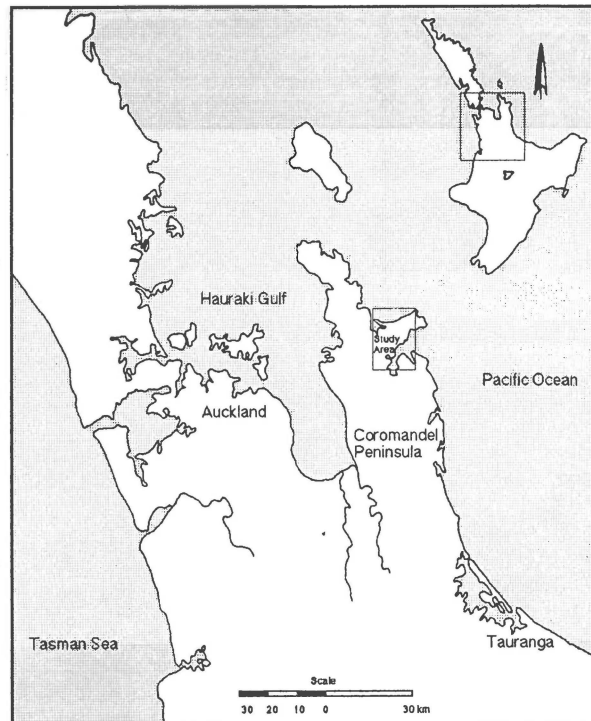 Hauraki Gulf
Study
Area
Pacific Ocean
Auckland
Coromandel
Peninsula
Tasman Sea
Tauranga
Scale
30 20 10 0 30 km